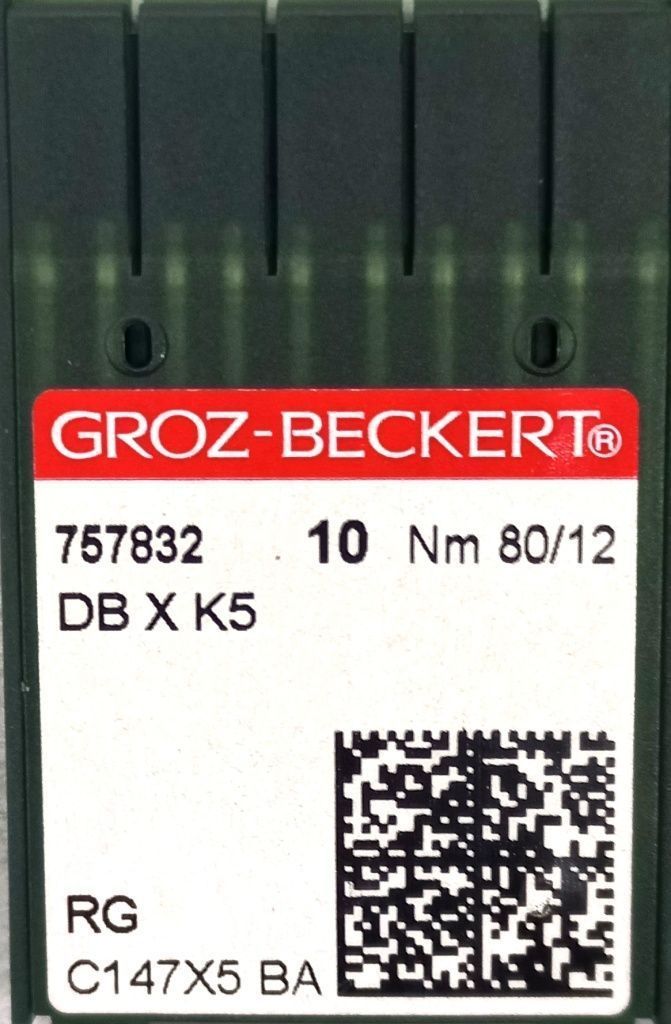 GROZ-BECKERT®
757832 10 Nm 80/12
DB X K5
RG
C147X5 BA